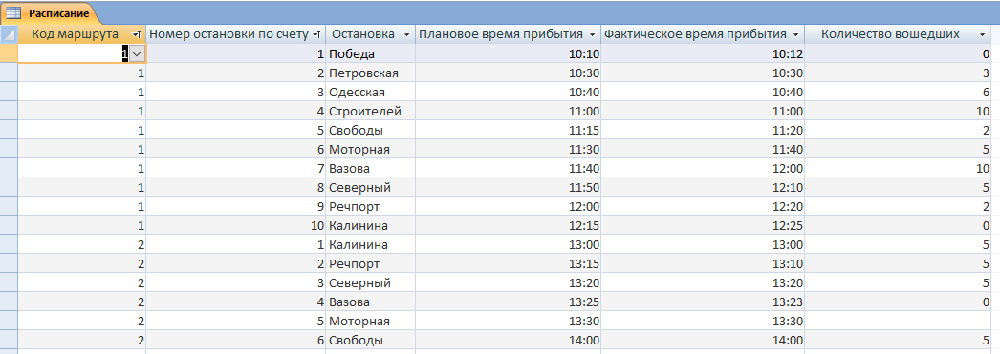 Расписание
Код маршрута Номер остановки по счету Остановка Плановое время прибытия Фактическое время прибытия Количество вошедших
1 1 Победа 10:10 10:12 0
1 2 Петровская 10:30 10:30 3
1 3 Одесская 10:40 10:40 6
1 4 Строителей 11:00 11:00 10
1 5 Свободы 11:15 11:20 2
1 6 Моторная 11:30 11:40 5
1 7 Вазова 11:40 12:00 10
1 8 Северный 11:50 12:10 5
1 9 Речпорт 12:00 12:20 2
1 10 Калинина 12:15 12:25 0
2 1 Калинина 13:00 13:00 5
2 2 Речпорт 13:15 13:10 5
2 3 Северный 13:20 13:20 5
2 4 Вазова 13:25 13:23 0
2 5 Моторная 13:30 13:30
2 6 Свободы 14:00 14:00 5